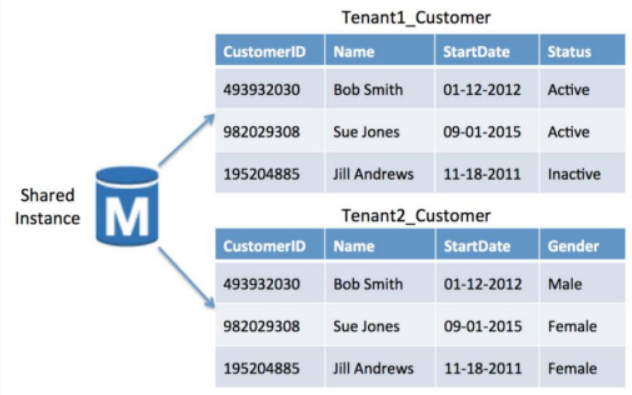 Tenant1_Customer
CustomerID Name StartDate Status
493932030 Bob Smith 01-12-2012 Active
982029308 Sue Jones 09-01-2015 Active
195204885 Jill Andrews 11-18-2011 Inactive
Shared
Instance
M
Tenant2_Customer
CustomerID Name StartDate Gender
493932030 Bob Smith 01-12-2012 Male
982029308 Sue Jones 09-01-2015 Female
195204885 Jill Andrews 11-18-2011 Female